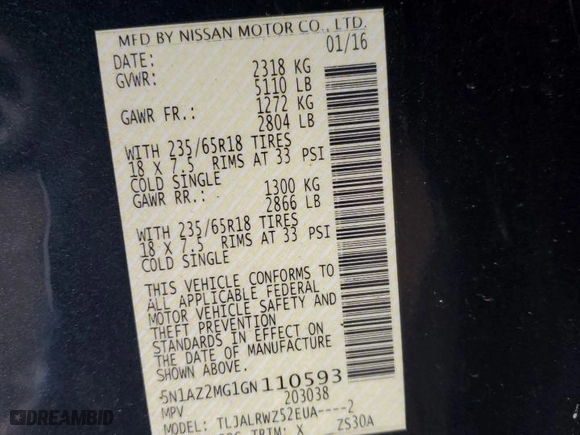 MFD BY NISSAN MOTOR CO., LTD.
DATE: 01/16
GVWR: 2318 KG
5110 LB
GAWR FR.: 1272 KG
2804 LB
WITH 235/65R18 TIRES
18 X 7.5 RIMS AT 33 PSI
COLD SINGLE
GAWR RR.: 1300 KG
2866 LB
WITH 235/65R18 TIRES
18 X 7.5 RIMS AT 33 PSI
COLD SINGLE
THIS VEHICLE CONFORMS TO
ALL APPLICABLE FEDERAL
MOTOR VEHICLE SAFETY AND
THEFT PREVENTION
STANDARDS IN EFFECT ON
THE DATE OF MANUFACTURE
SHOWN ABOVE.
5N1AZ2MG1GN110593
MPV 203038
MODEL: TLJALRWZ52EUA----2
TRIM: X ZS30A
DREAMBID